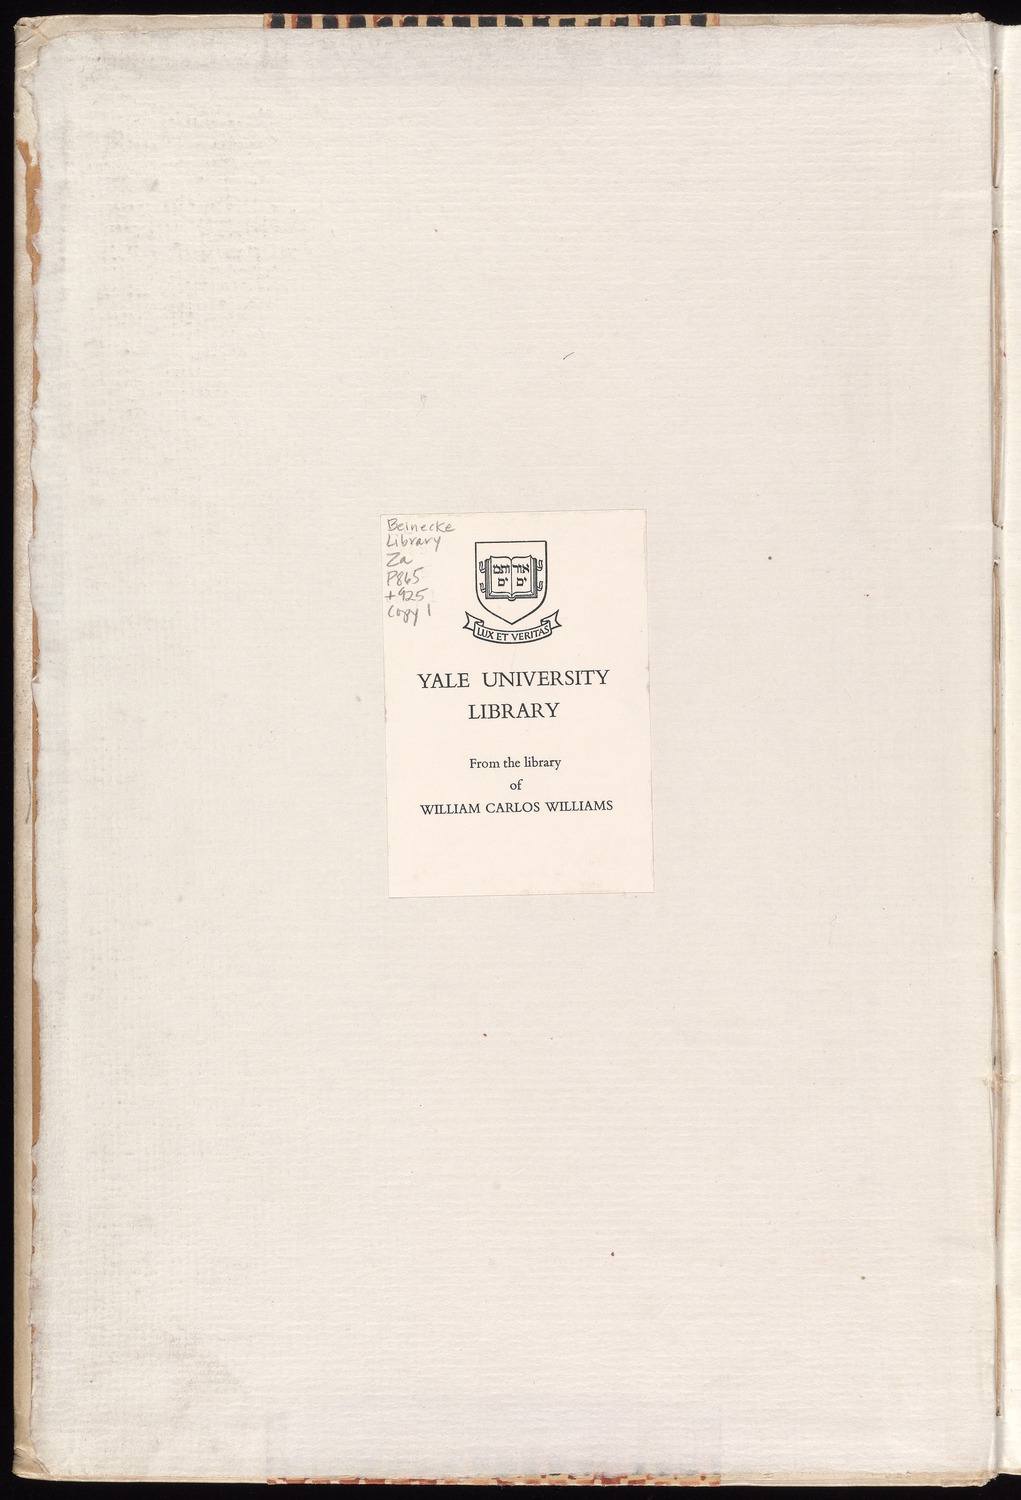 Beinecke
Library
Za
P865
+925
Copy 1
אורים
ותמים
LUX ET VERITAS
YALE UNIVERSITY
LIBRARY
From the library
of
WILLIAM CARLOS WILLIAMS